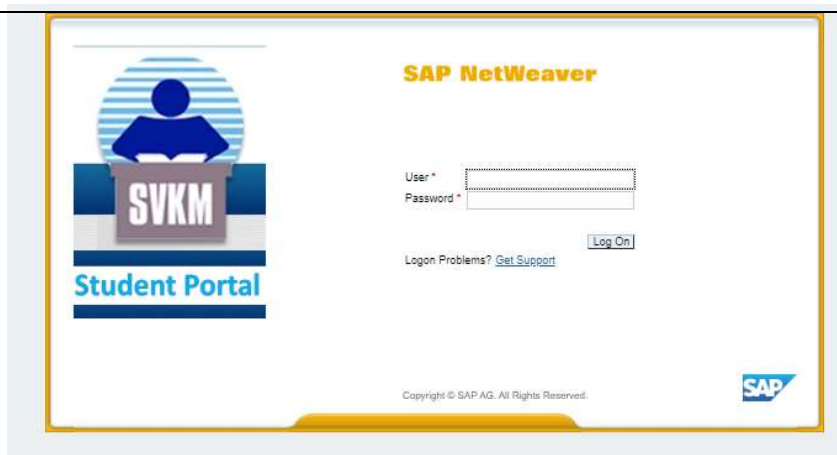 SVKM
Student Portal
SAP NetWeaver
User *
Password *
Log On
Logon Problems? Get Support
Copyright © SAP AG. All Rights Reserved.
SAP